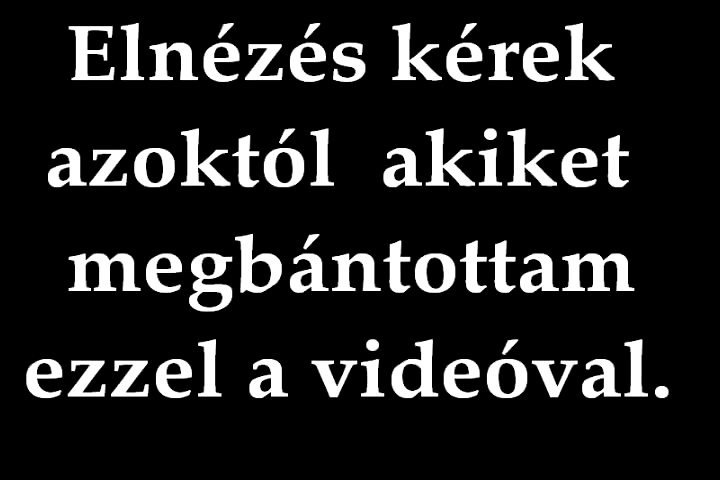 Elnézés kérek
azoktól akiket
megbántottam
ezzel a videóval.